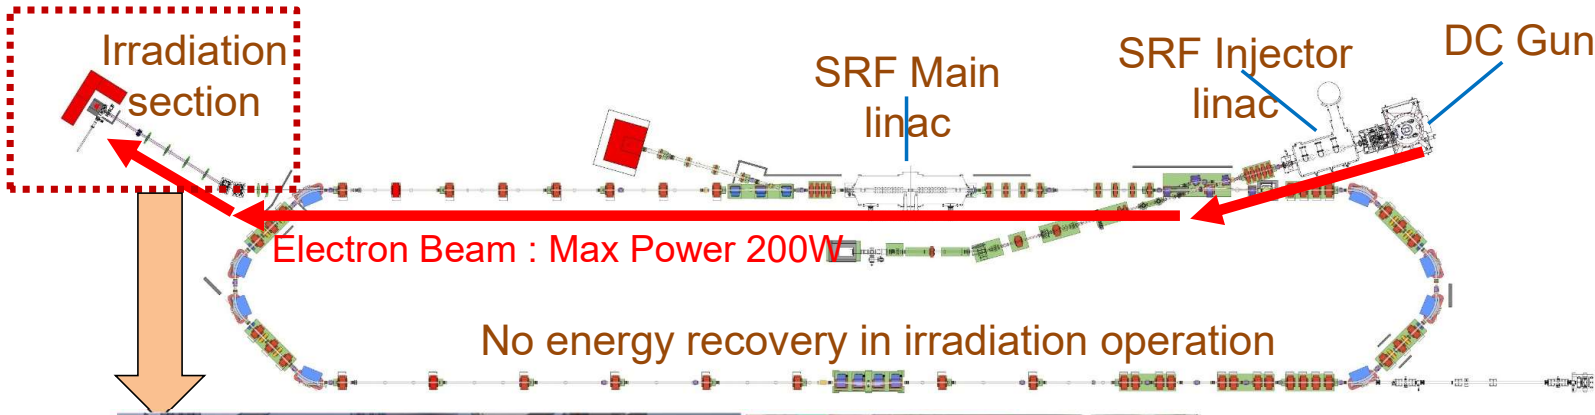 Irradiation
section
SRF Main
linac
SRF Injector
linac
DC Gun
Electron Beam : Max Power 200W
No energy recovery in irradiation operation